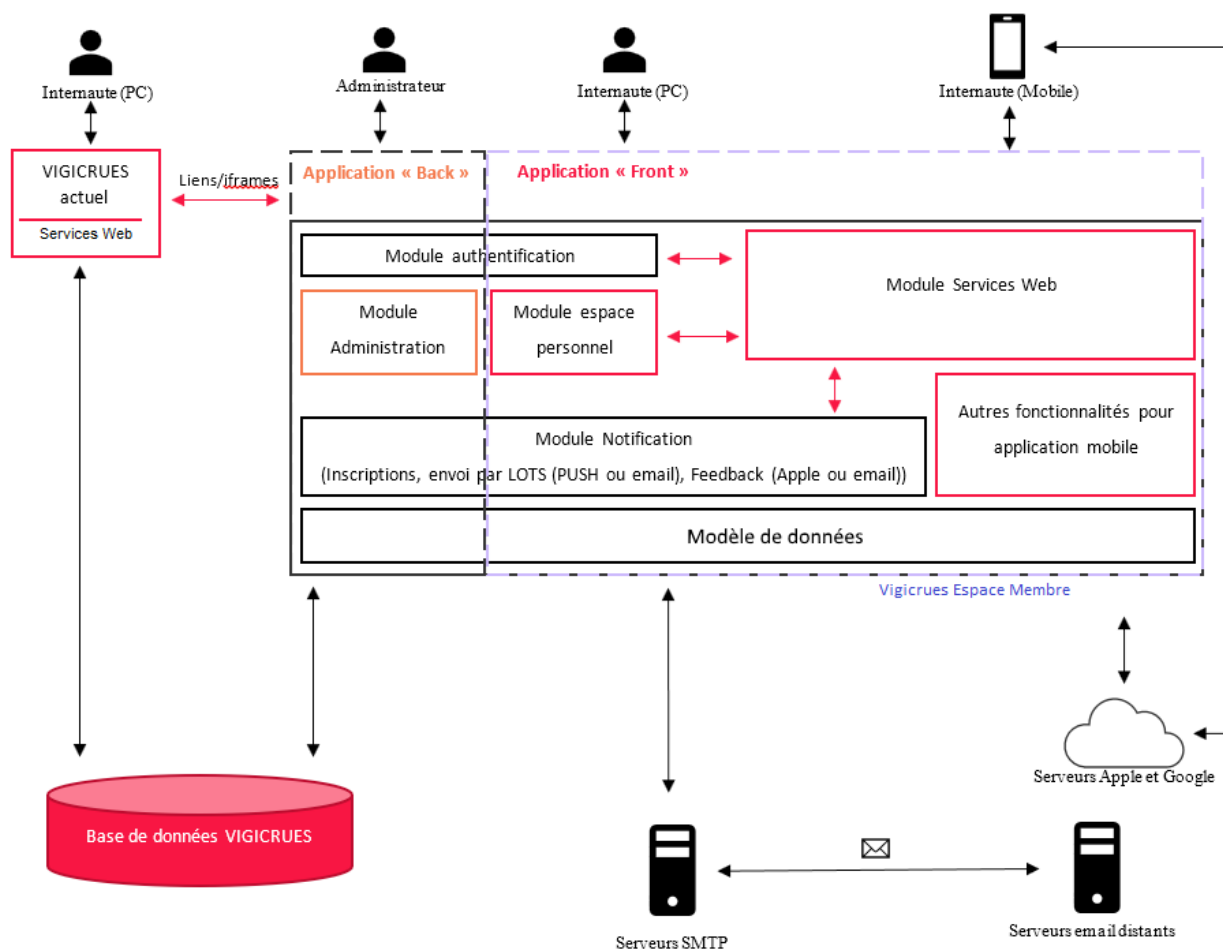 Internaute (PC)
Administrateur
Internaute (PC)
Internaute (Mobile)
VIGICRUES
actuel
Services Web
Liens/iframes
Application « Back »
Application « Front »
Module authentification
Module Services Web
Module
Administration
Module espace
personnel
Autres fonctionnalités pour
application mobile
Module Notification
(Inscriptions, envoi par LOTS (PUSH ou email), Feedback (Apple ou email))
Modèle de données
Vigicrues Espace Membre
Serveurs Apple et Google
Base de données VIGICRUES
Serveurs SMTP
Serveurs email distants